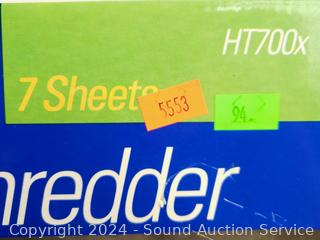 HT700x
7 Sheets
5553
94
hredder
Copyright 2024 - Sound Auction Service